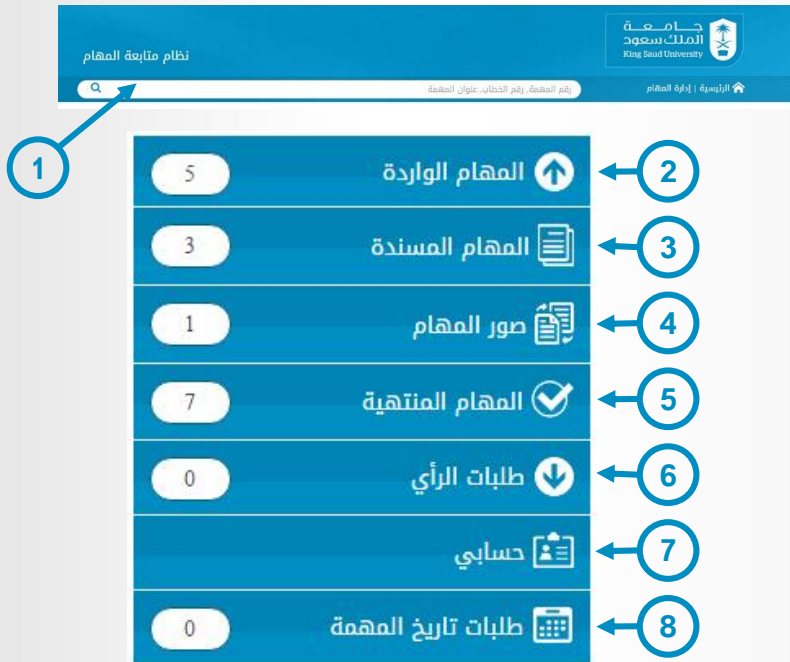 جـــامـــعـــة
الملك سعود
King Saud University
نظام متابعة المهام
الرئيسية | إدارة المهام
رقم المهمة، رقم الخطاب، عنوان المهمة
1
المهام الواردة 5
2
المهام المسندة 3
3
صور المهام 1
4
المهام المنتهية 7
5
طلبات الرأي 0
6
حسابي
7
طلبات تاريخ المهمة 0
8